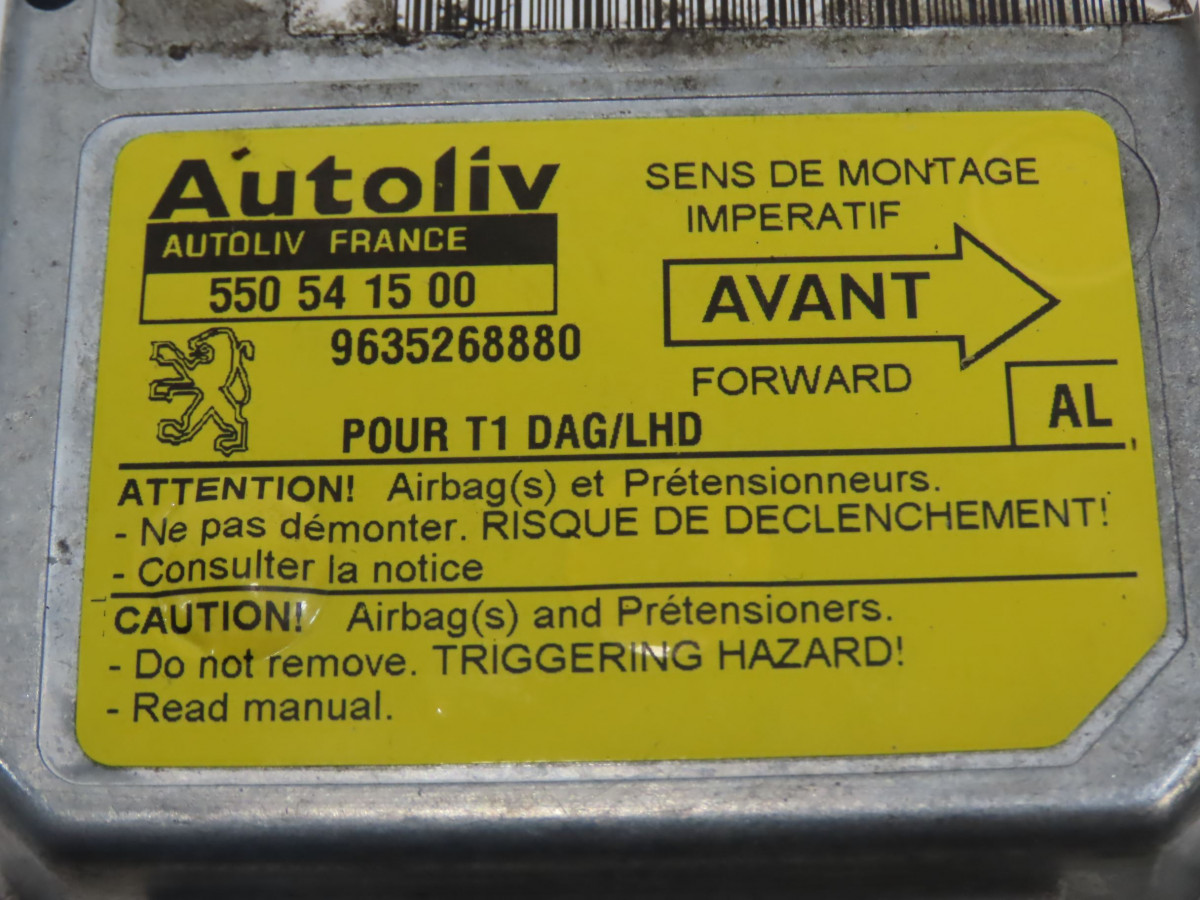 Autoliv
AUTOLIV FRANCE
550 54 15 00
9635268880
POUR T1 DAG/LHD
SENS DE MONTAGE
IMPERATIF
AVANT
FORWARD
AL
ATTENTION! Airbag(s) et Prétensionneurs.
- Ne pas démonter. RISQUE DE DECLENCHEMENT!
- Consulter la notice
CAUTION! Airbag(s) and Prétensioners.
- Do not remove. TRIGGERING HAZARD!
- Read manual.